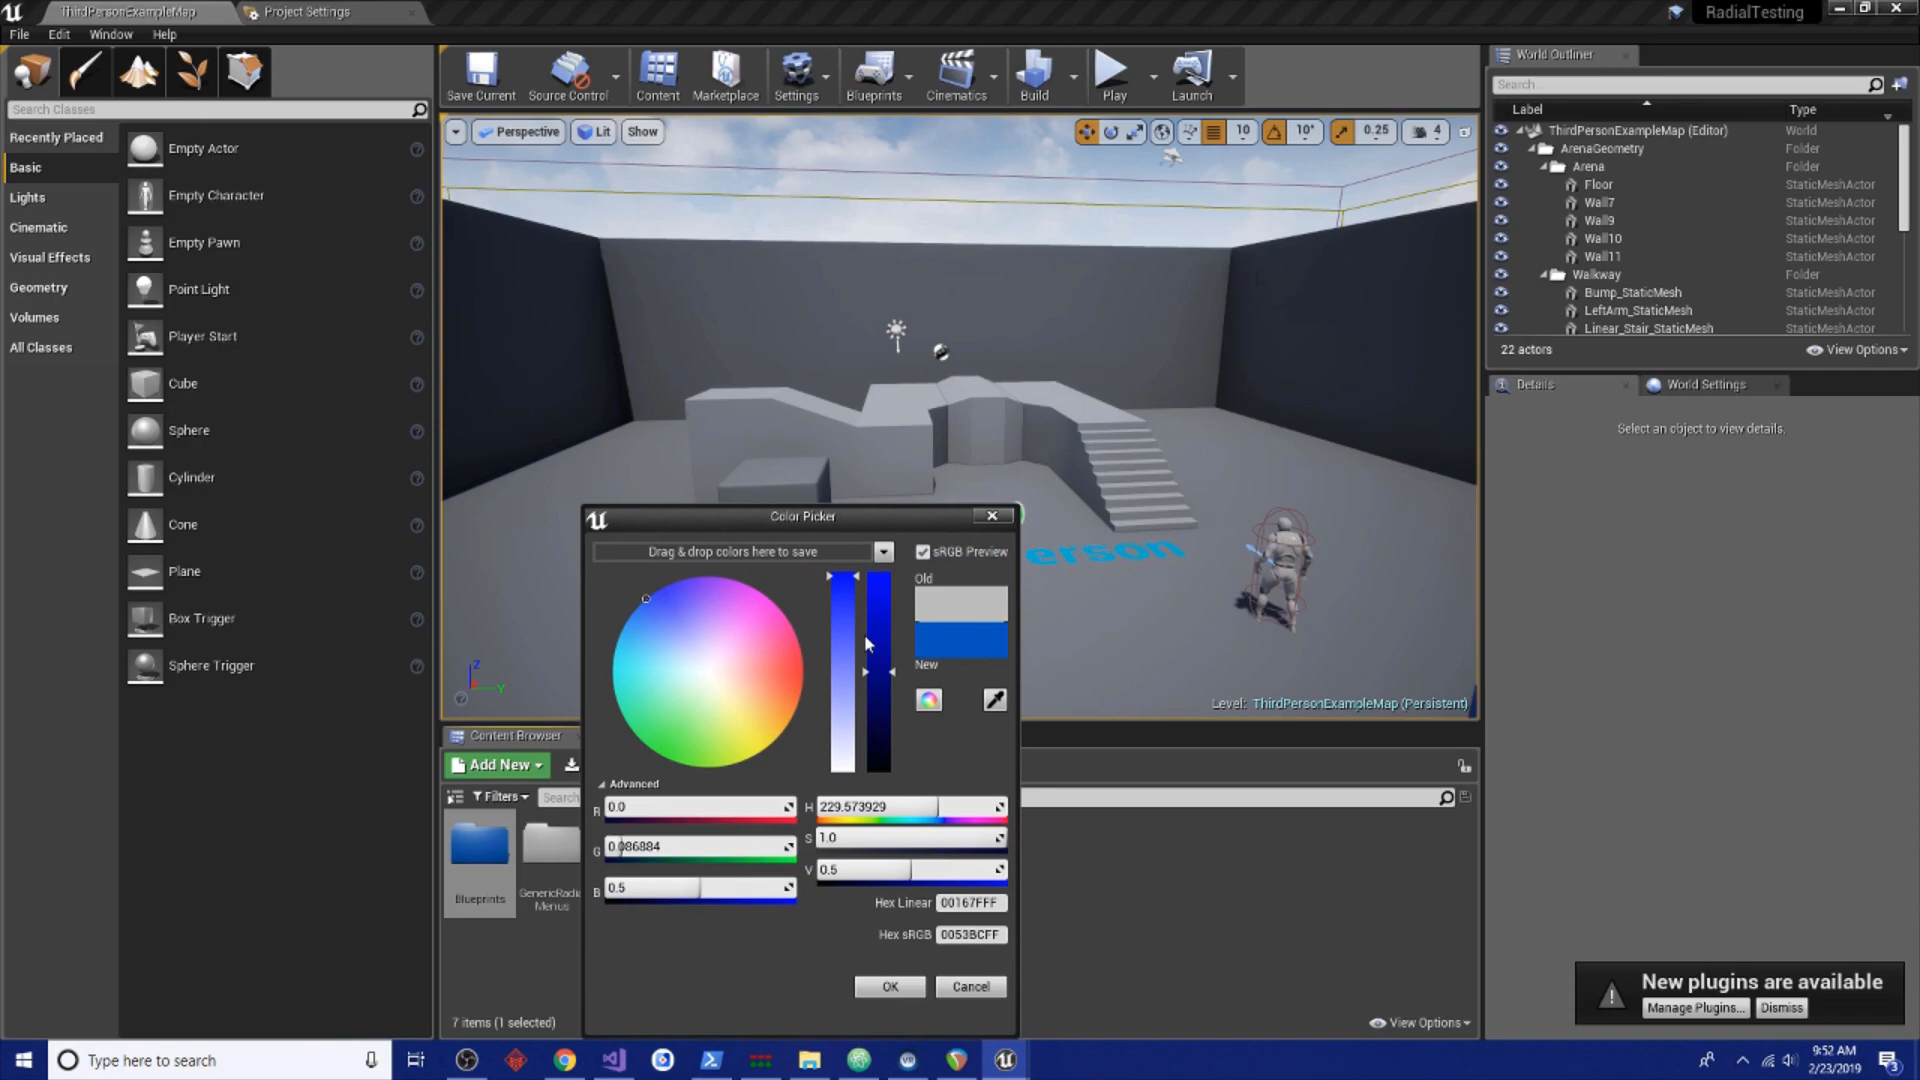 ThirdPersonExampleMap
Project Settings
RadialTesting
File
Edit
Window
Help
Search Classes
Recently Placed
Basic
Lights
Cinematic
Visual Effects
Geometry
Volumes
All Classes
Empty Actor
Empty Character
Empty Pawn
Point Light
Player Start
Cube
Sphere
Cylinder
Cone
Plane
Box Trigger
Sphere Trigger
Save Current
Source Control
Content
Marketplace
Settings
Blueprints
Cinematics
Build
Play
Launch
Perspective
Lit
Show
10
10°
0.25
4
erson
Z
Y
Level: ThirdPersonExampleMap (Persistent)
World Outliner
Search...
Label
Type
ThirdPersonExampleMap (Editor) World
ArenaGeometry Folder
Arena Folder
Floor StaticMeshActor
Wall7 StaticMeshActor
Wall9 StaticMeshActor
Wall10 StaticMeshActor
Wall11 StaticMeshActor
Walkway Folder
Bump_StaticMesh StaticMeshActor
LeftArm_StaticMesh StaticMeshActor
Linear_Stair_StaticMesh StaticMeshActor
22 actors
View Options
Details
World Settings
Select an object to view details.
Color Picker
Drag & drop colors here to save
sRGB Preview
Old
New
Advanced
R 0.0
G 0.086884
B 0.5
H 229.573929
S 1.0
V 0.5
Hex Linear 00167FFF
Hex sRGB 0053BCFF
OK
Cancel
Content Browser
Add New
Filters
Search
Blueprints
GenericRadi
Menus
7 items (1 selected)
View Options
New plugins are available
Manage Plugins...
Dismiss
Type here to search
9:52 AM
2/23/2019
3